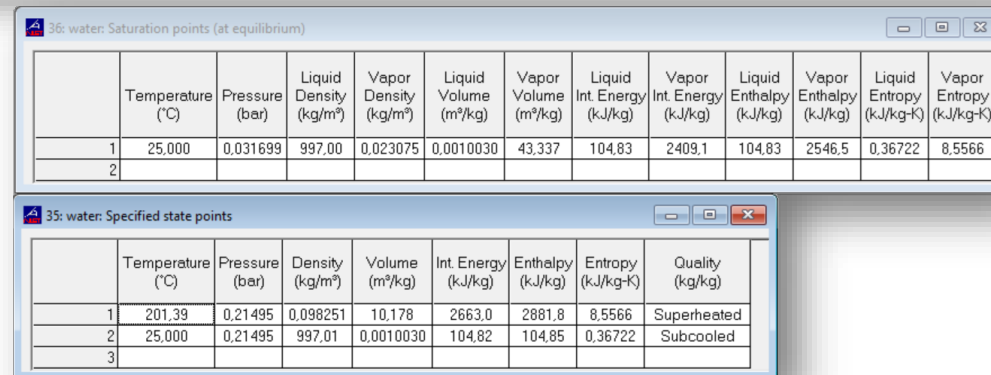 36: water: Saturation points (at equilibrium)
Temperature (°C) Pressure (bar) Liquid Density (kg/m³) Vapor Density (kg/m³) Liquid Volume (m³/kg) Vapor Volume (m³/kg) Liquid Int. Energy (kJ/kg) Vapor Int. Energy (kJ/kg) Liquid Enthalpy (kJ/kg) Vapor Enthalpy (kJ/kg) Liquid Entropy (kJ/kg-K) Vapor Entropy (kJ/kg-K)
1 25,000 0,031699 997,00 0,023075 0,0010030 43,337 104,83 2409,1 104,83 2546,5 0,36722 8,5566
2
35: water: Specified state points
Temperature (°C) Pressure (bar) Density (kg/m³) Volume (m³/kg) Int. Energy (kJ/kg) Enthalpy (kJ/kg) Entropy (kJ/kg-K) Quality (kg/kg)
1 201,39 0,21495 0,098251 10,178 2663,0 2881,8 8,5566 Superheated
2 25,000 0,21495 997,01 0,0010030 104,82 104,85 0,36722 Subcooled
3